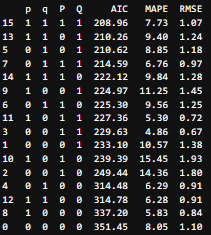 p q P Q AIC MAPE RMSE
15 1 1 1 1 208.96 7.73 1.07
13 1 0 1 1 210.26 9.40 1.24
5 0 1 0 1 210.62 8.85 1.18
7 0 1 1 1 214.59 6.76 0.97
14 1 1 1 0 222.12 9.84 1.28
9 1 0 0 1 224.97 11.25 1.45
6 0 1 1 0 225.30 9.56 1.25
11 1 0 1 1 227.36 5.30 0.72
3 0 0 1 1 229.63 4.86 0.67
1 0 0 0 1 233.10 10.57 1.38
10 1 0 1 0 239.39 15.45 1.93
2 0 0 1 0 249.44 14.36 1.80
4 0 1 0 0 314.48 6.29 0.91
12 1 1 0 0 314.78 6.28 0.91
8 1 0 0 0 337.20 5.83 0.84
0 0 0 0 0 351.45 8.05 1.10